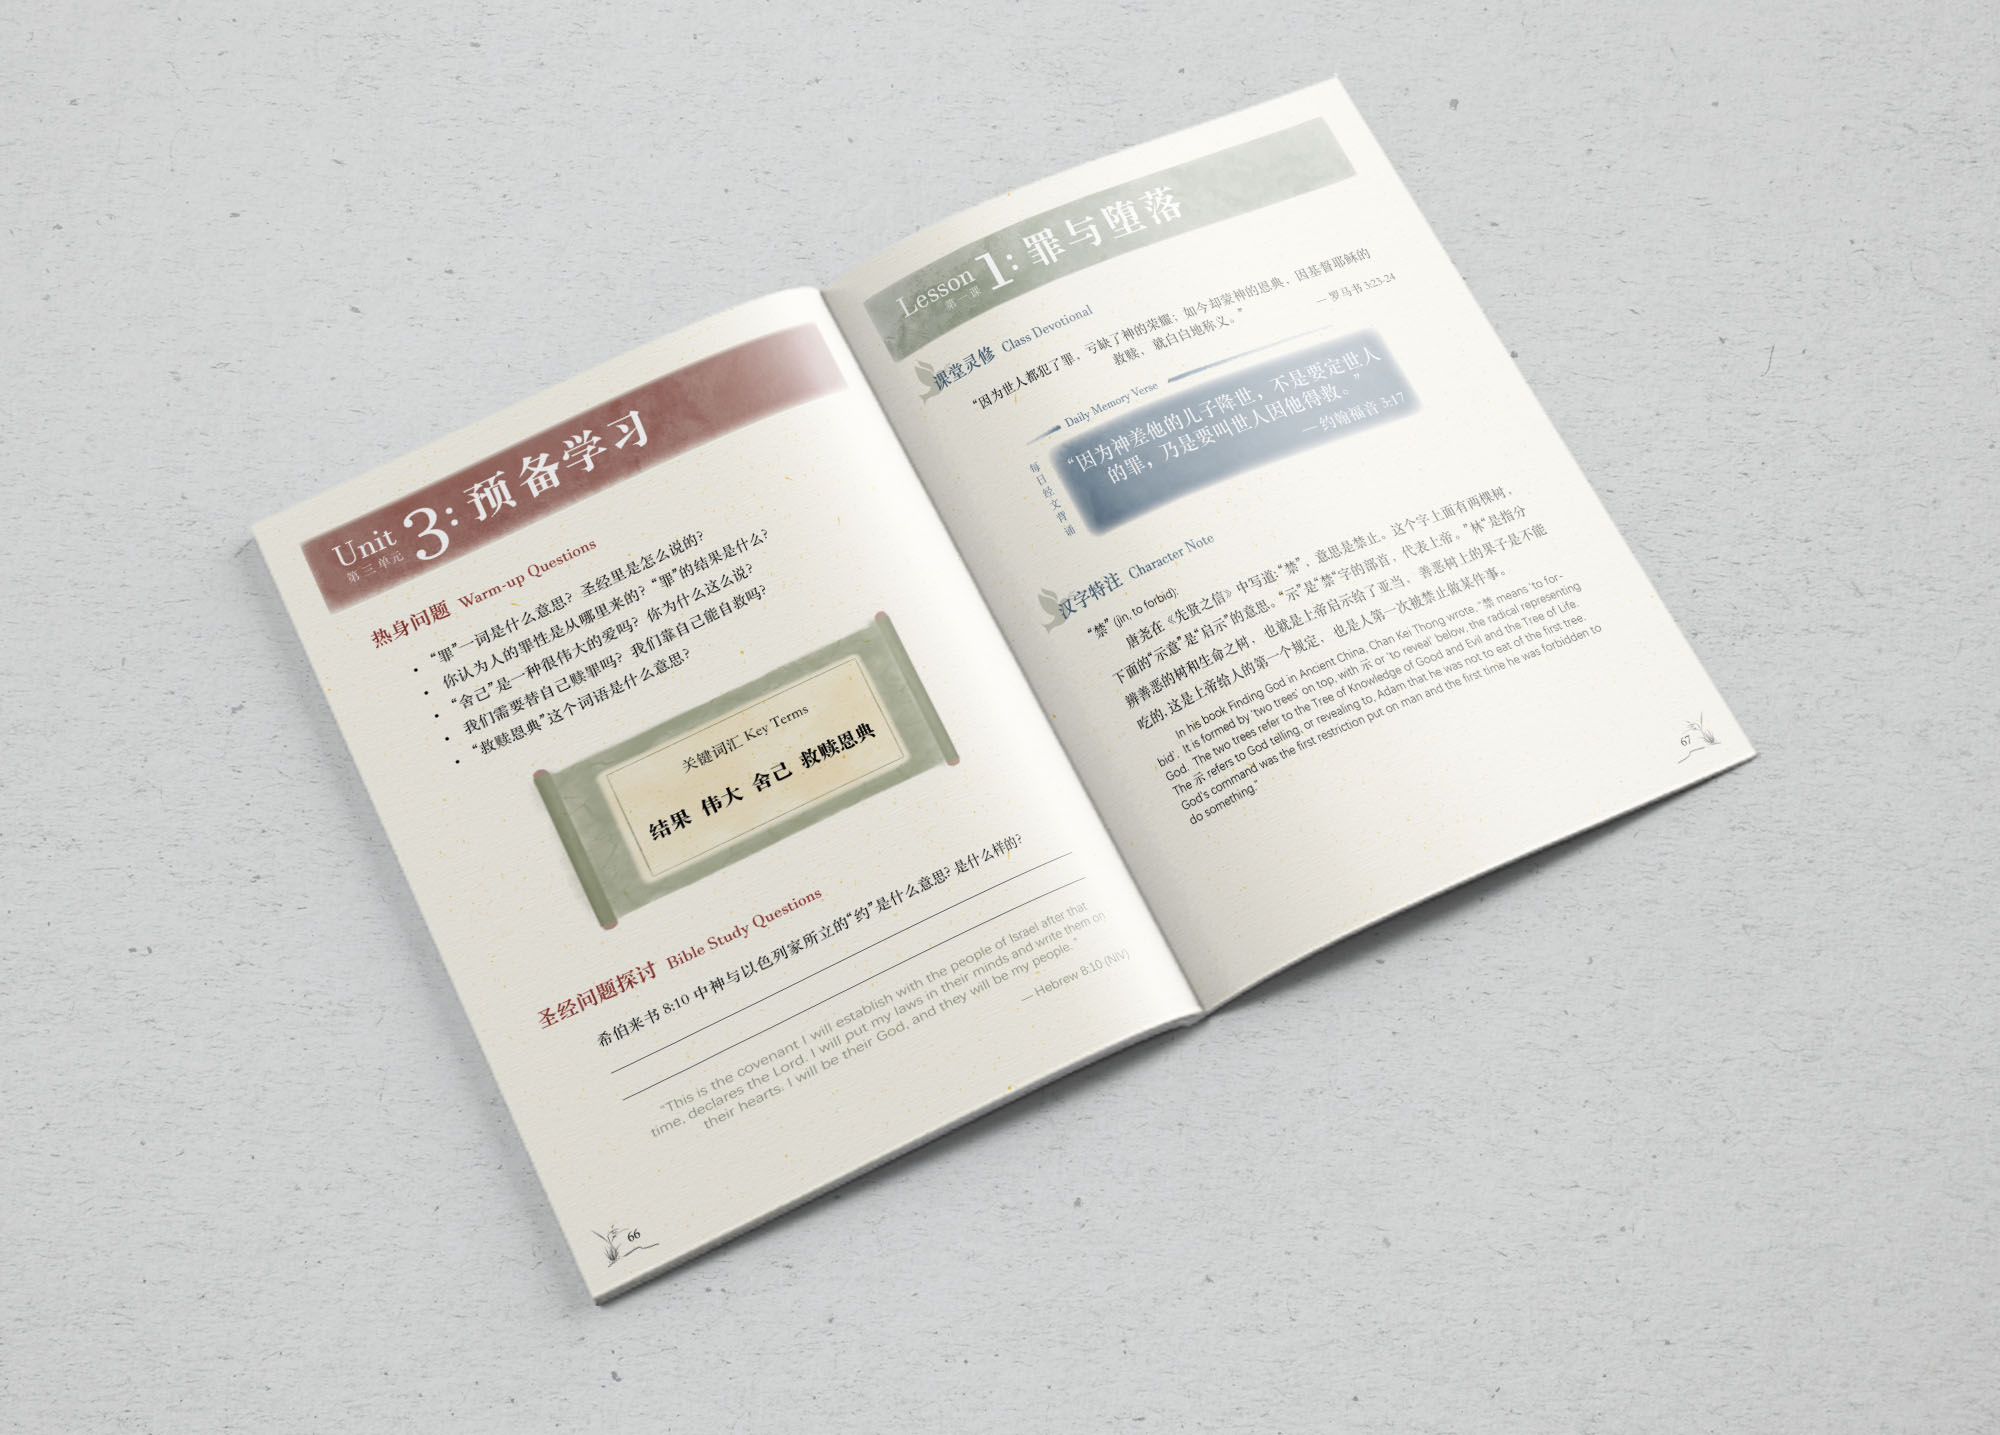 Unit 3: 预备学习
第三单元
热身问题 Warm-up Questions
• “罪”一词是什么意思？圣经里是怎么说的？
• 你认为人的罪性是从哪里来的？“罪”的结果是什么？
• “舍己”是一种很伟大的爱吗？你为什么这么说？
• 我们需要替自己赎罪吗？我们靠自己能自救吗？
• “救赎恩典”这个词语是什么意思？
关键词汇 Key Terms
结果 伟大 舍己 救赎恩典
圣经问题探讨 Bible Study Questions
希伯来书 8:10 中神与以色列家所立的“约”是什么意思？是什么样的？
“This is the covenant I will establish with the people of Israel after that
time, declares the Lord. I will put my laws in their minds and write them on
their hearts. I will be their God, and they will be my people.”
— Hebrew 8:10 (NIV)
66
Lesson 1: 罪与堕落
第一课
课堂灵修 Class Devotional
“因为世人都犯了罪，亏缺了神的荣耀；如今却蒙神的恩典，因基督耶稣的
救赎，就白白地称义。”
— 罗马书 3:23-24
Daily Memory Verse
每日经文背诵
“因为神差他的儿子降世，不是要定世人
的罪，乃是要叫世人因他得救。”
— 约翰福音 3:17
汉字特注 Character Note
“禁” (jìn, to forbid).
唐尧在《先贤之信》中写道：“禁”，意思是禁止。这个字上面有两棵树，
下面的“示意”是“启示”的意思。“示”是“禁”字的部首，代表上帝。”林“是指分
辨善恶的树和生命之树，也就是上帝启示给了亚当，善恶树上的果子是不能
吃的，这是上帝给人的第一个规定，也是人第一次被禁止做某件事。
In his book Finding God in Ancient China, Chan Kei Thong wrote, “禁 means ‘to for-
bid’. It is formed by ‘two trees’ on top, with 示 or ‘to reveal’ below, the radical representing
God. The two trees refer to the Tree of Knowledge of Good and Evil and the Tree of Life.
The 示 refers to God telling, or revealing to, Adam that he was not to eat of the first tree.
God’s command was the first restriction put on man and the first time he was forbidden to
do something.”
67